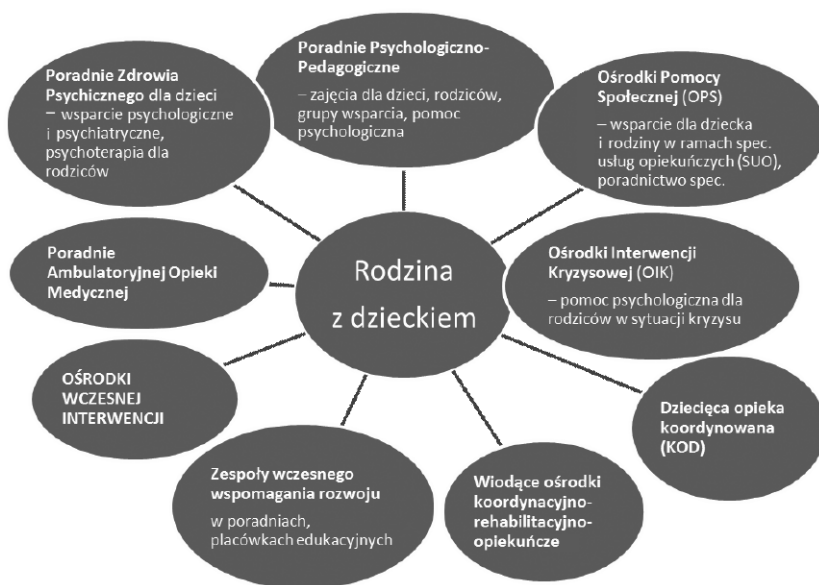 Poradnie Zdrowia
Psychicznego dla dzieci
– wsparcie psychologiczne
i psychiatryczne,
psychoterapia dla
rodziców
Poradnie Psychologiczno-
Pedagogiczne
– zajęcia dla dzieci, rodziców,
grupy wsparcia, pomoc
psychologiczna
Ośrodki Pomocy
Społecznej (OPS)
– wsparcie dla dziecka
i rodziny w ramach spec.
usług opiekuńczych (SUO),
poradnictwo spec.
Poradnie
Ambulatoryjnej Opieki
Medycznej
Rodzina
z dzieckiem
Ośrodki Interwencji
Kryzysowej (OIK)
– pomoc psychologiczna dla
rodziców w sytuacji kryzysu
OŚRODKI
WCZESNEJ
INTERWENCJI
Dziecięca opieka
koordynowana
(KOD)
Zespoły wczesnego
wspomagania rozwoju
w poradniach,
placówkach edukacyjnych
Wiodące ośrodki
koordynacyjno-
rehabilitacyjno-
opiekuńcze